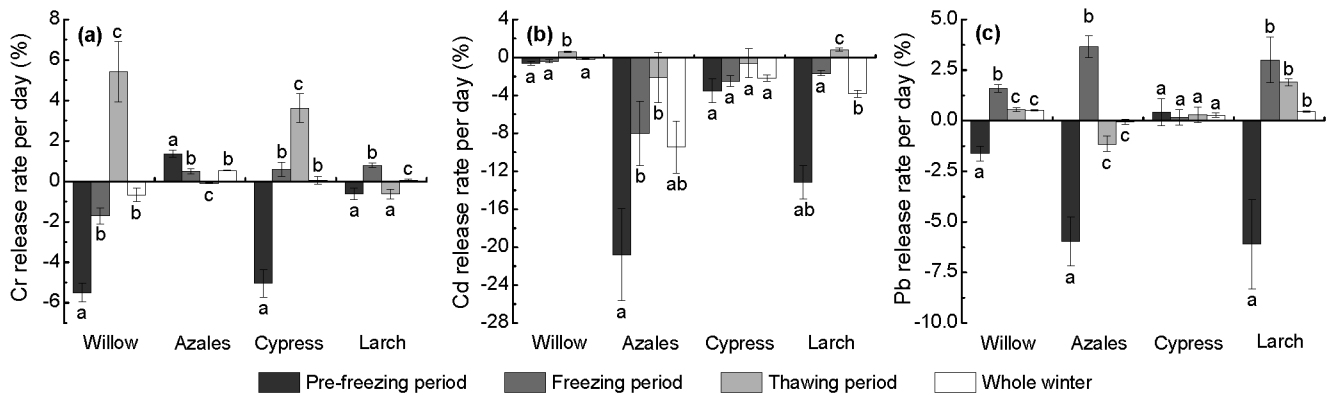 (a)
Cr release rate per day (%)
8
6
4
2
0
-2
-4
-6
a b c b
a b c b
a b c b
a b a c
Willow Azales Cypress Larch
(b)
Cd release rate per day (%)
4
0
-4
-8
-12
-16
-20
-24
-28
a a b a
a b b ab
a a a a
ab a c b
Willow Azales Cypress Larch
(c)
Pb release rate per day (%)
5.0
2.5
0.0
-2.5
-5.0
-7.5
-10.0
a b c c
a b c c
a a a a
a b b b
Willow Azales Cypress Larch
Pre-freezing period Freezing period Thawing period Whole winter